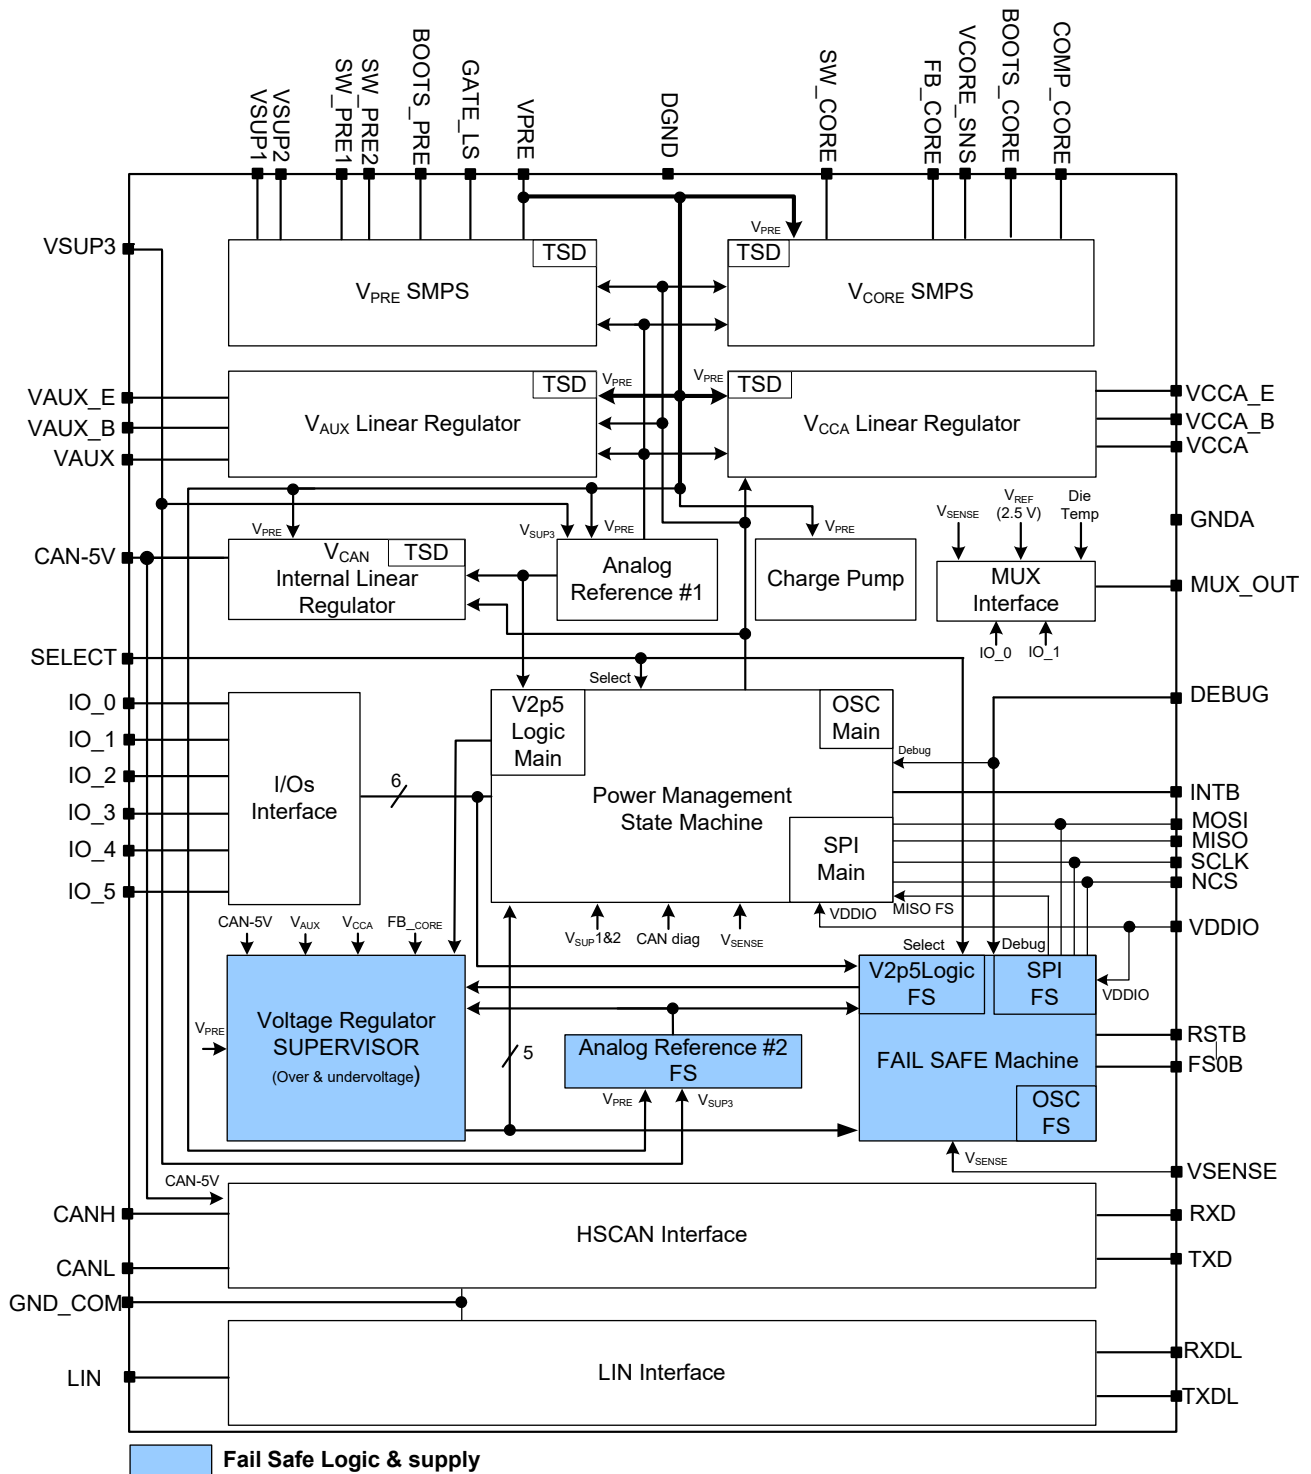 VSUP1
VSUP2
SW_PRE1
SW_PRE2
BOOTS_PRE
GATE_LS
VPRE
DGND
SW_CORE
FB_CORE
VCORE_SNS
BOOTS_CORE
COMP_CORE
VSUP3
TSD
VPRE SMPS
VPRE
TSD
VCORE SMPS
VAUX_E
VAUX_B
VAUX
TSD
VAUX Linear Regulator
VPRE
VPRE
TSD
VCCA Linear Regulator
VCCA_E
VCCA_B
VCCA
GNDA
CAN-5V
VPRE
VCAN
TSD
Internal Linear
Regulator
VSUP3
VPRE
Analog
Reference #1
VPRE
Charge Pump
VSENSE
VREF
(2.5 V)
Die
Temp
MUX
Interface
IO_0
IO_1
MUX_OUT
SELECT
Select
DEBUG
IO_0
IO_1
IO_2
IO_3
IO_4
IO_5
I/Os
Interface
6
V2p5
Logic
Main
OSC
Main
Debug
Power Management
State Machine
SPI
Main
INTB
MOSI
MISO
SCLK
NCS
VDDIO
MISO FS
VDDIO
CAN-5V
VAUX
VCCA
FB_CORE
VSUP1&2
CAN diag
VSENSE
Select
Debug
VPRE
Voltage Regulator
SUPERVISOR
(Over & undervoltage)
5
Analog Reference #2
FS
VPRE
VSUP3
V2p5Logic
FS
SPI
FS
VDDIO
FAIL SAFE Machine
OSC
FS
RSTB
FS0B
VSENSE
VSENSE
CAN-5V
CANH
CANL
HSCAN Interface
RXD
TXD
GND_COM
LIN
LIN Interface
RXDL
TXDL
Fail Safe Logic & supply